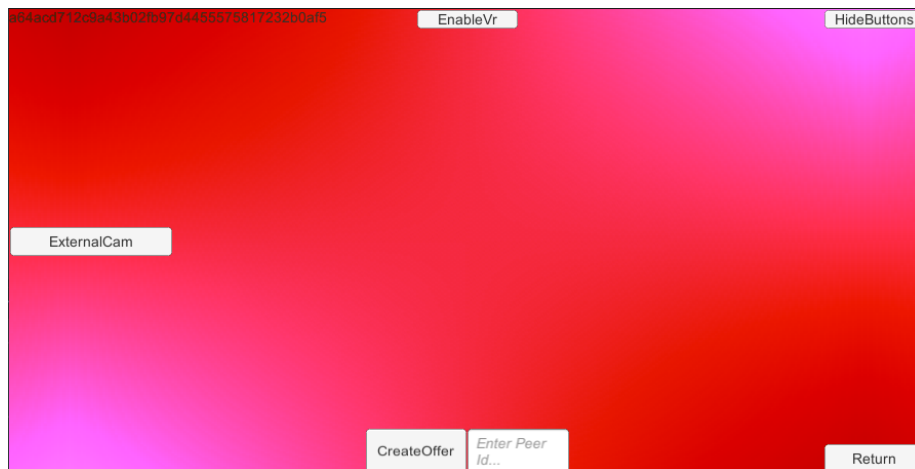 a64acd712c9a43b02fb97d4455575817232b0af5
EnableVr
HideButtons
ExternalCam
CreateOffer
Enter Peer
Id...
Return